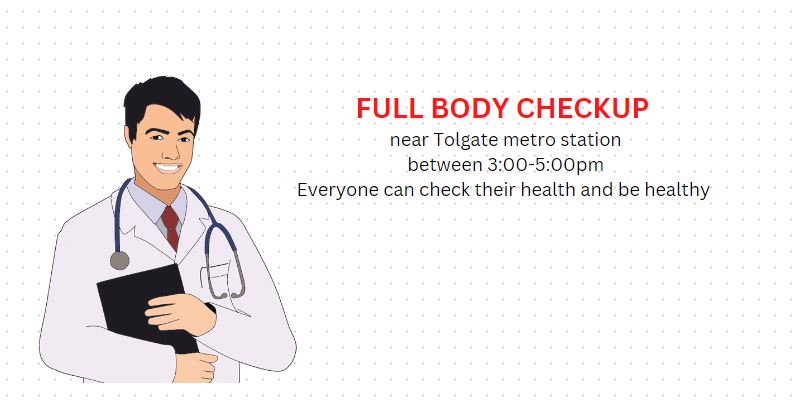 FULL BODY CHECKUP
near Tolgate metro station
between 3:00-5:00pm
Everyone can check their health and be healthy